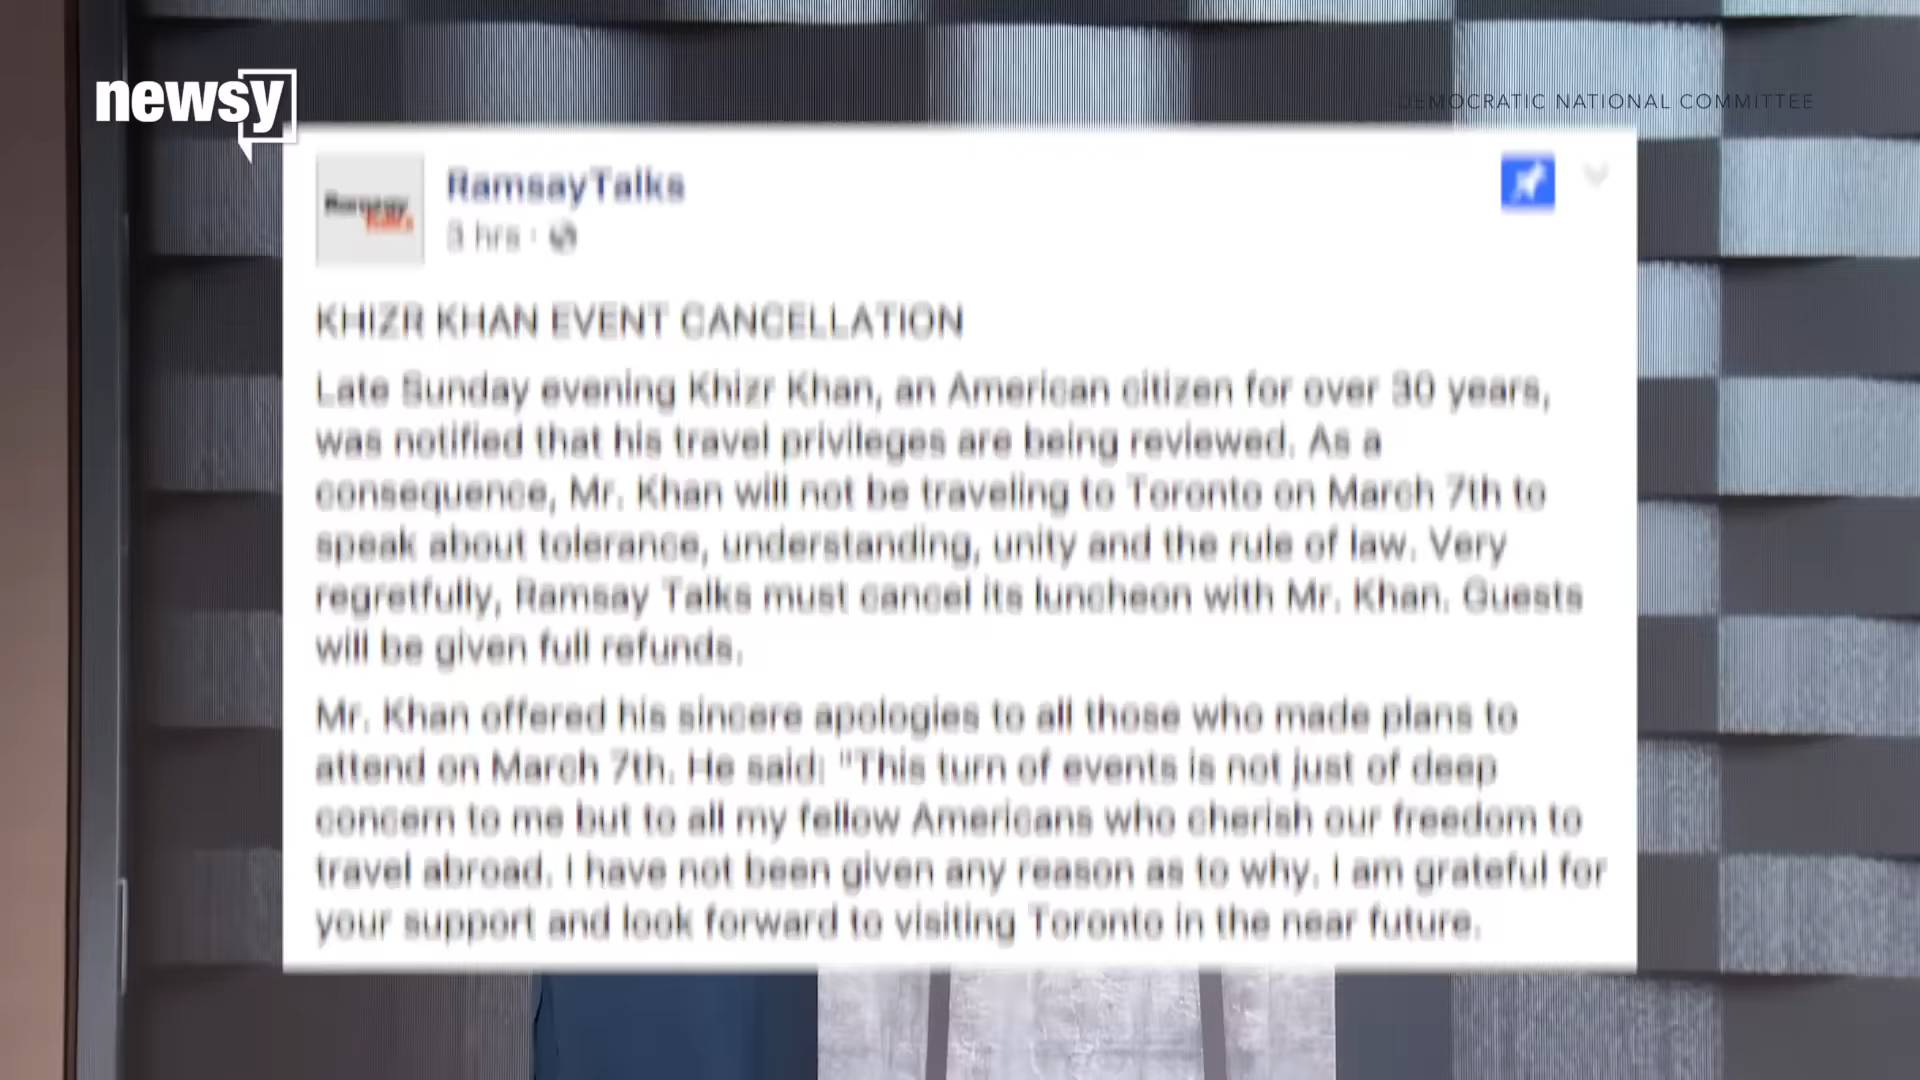 newsy
DEMOCRATIC NATIONAL COMMITTEE
Ramsay Talks
RamsayTalks
3 hrs ·
KHIZR KHAN EVENT CANCELLATION
Late Sunday evening Khizr Khan, an American citizen for over 30 years,
was notified that his travel privileges are being reviewed. As a
consequence, Mr. Khan will not be traveling to Toronto on March 7th to
speak about tolerance, understanding, unity and the rule of law. Very
regretfully, Ramsay Talks must cancel its luncheon with Mr. Khan. Guests
will be given full refunds.
Mr. Khan offered his sincere apologies to all those who made plans to
attend on March 7th. He said: "This turn of events is not just of deep
concern to me but to all my fellow Americans who cherish our freedom to
travel abroad. I have not been given any reason as to why. I am grateful for
your support and look forward to visiting Toronto in the near future.